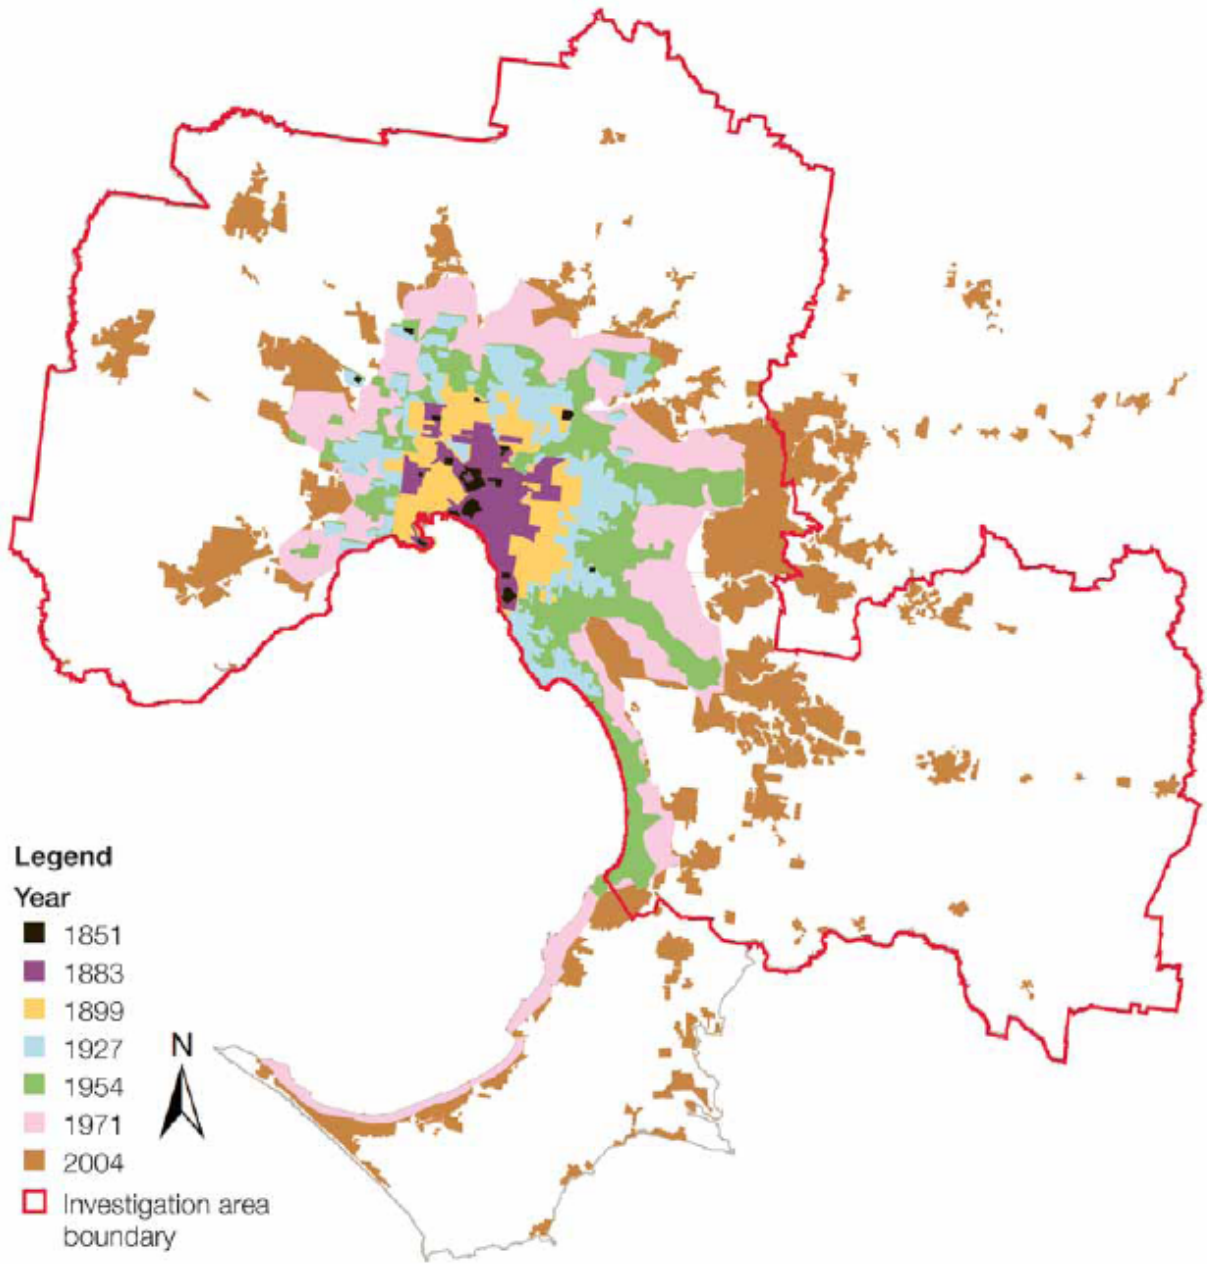 Legend
Year
1851
1883
1899
1927
1954
1971
2004
Investigation area
boundary
N